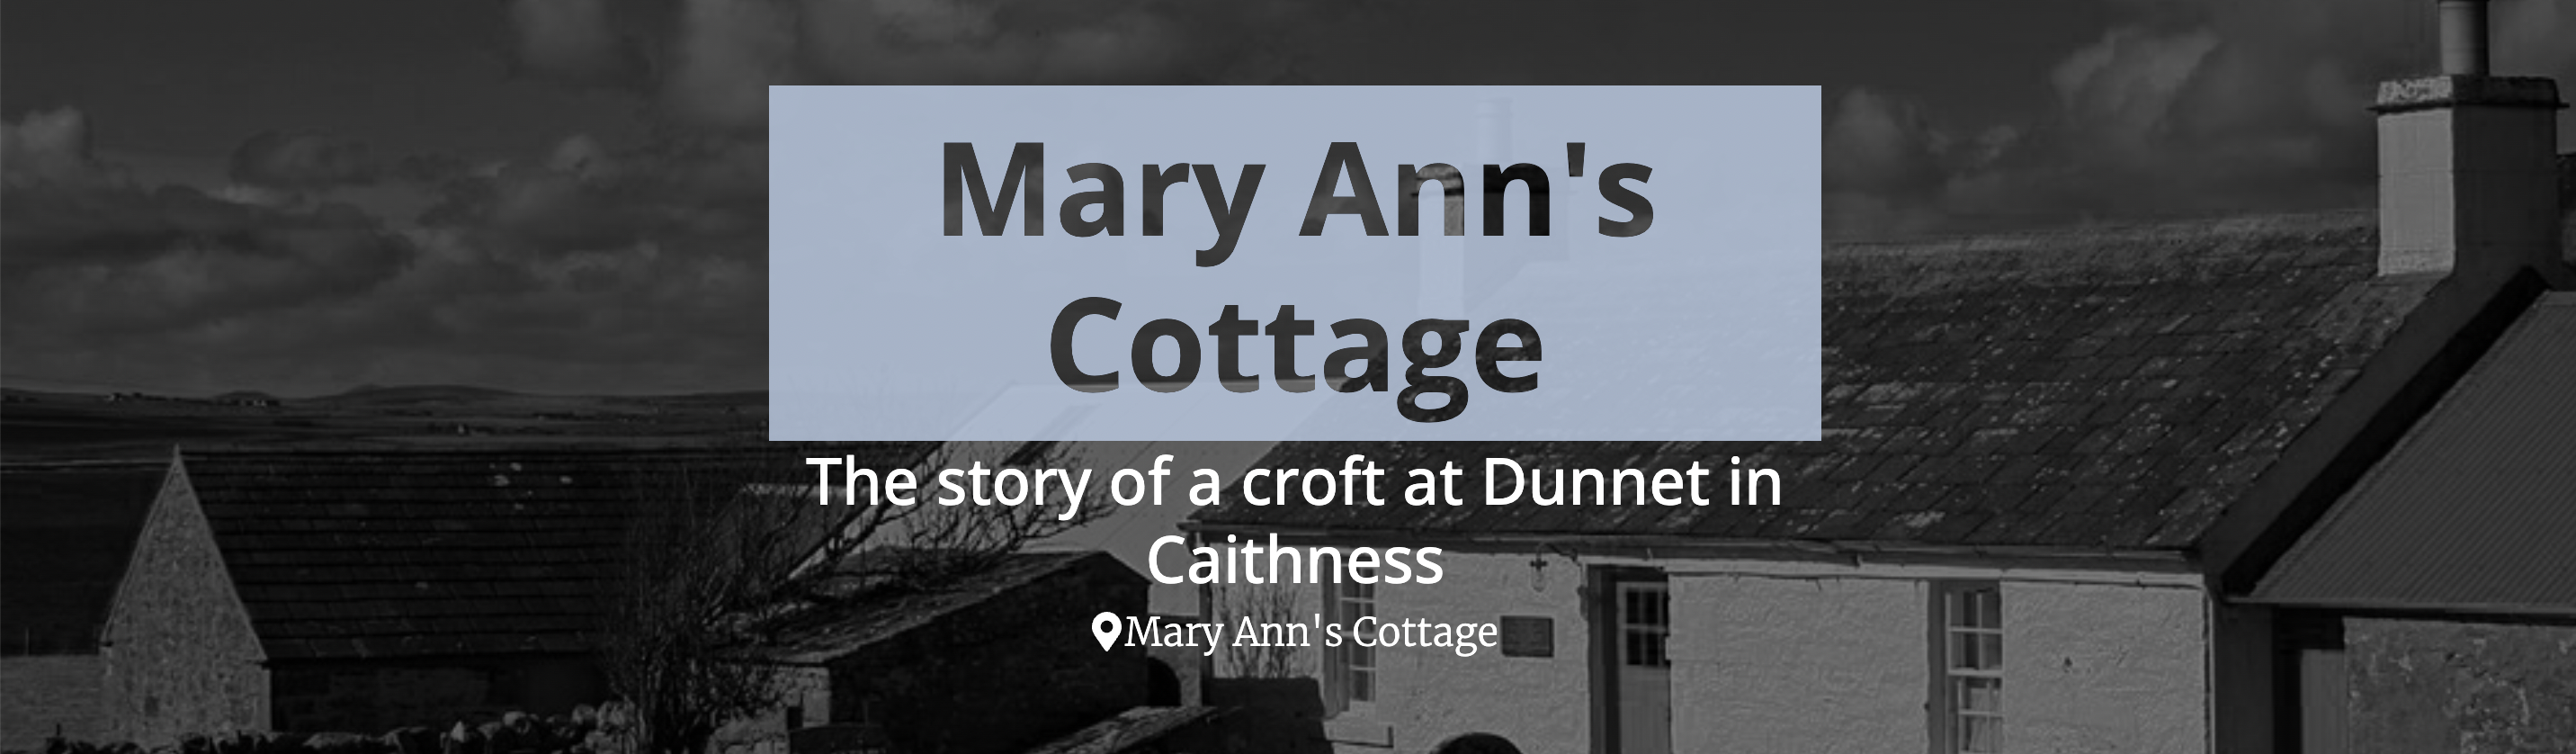 Mary Ann's
Cottage
The story of a croft at Dunnet in
Caithness
Mary Ann's Cottage